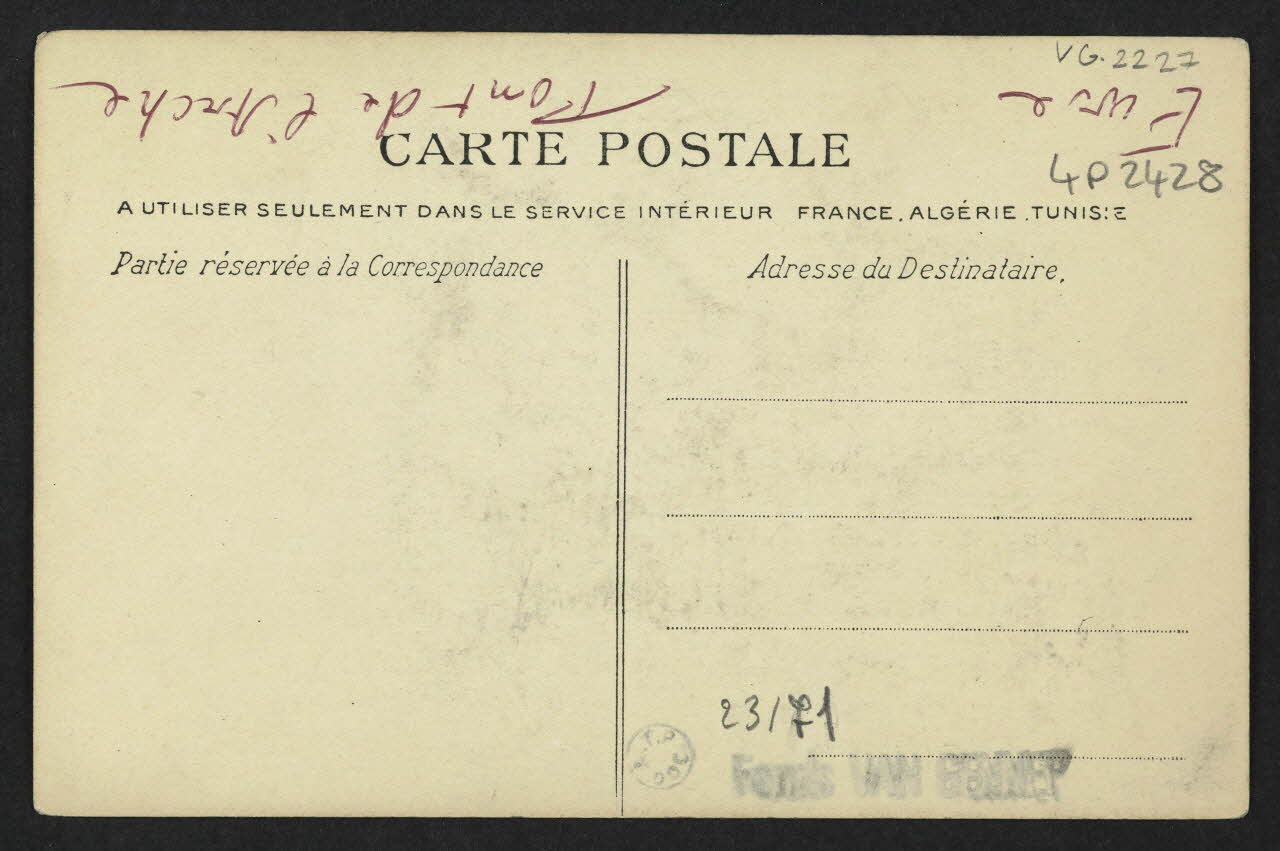 VG.2227
Eure
Pont de l'Arche
CARTE POSTALE
4P2428
A UTILISER SEULEMENT DANS LE SERVICE INTÉRIEUR FRANCE, ALGÉRIE, TUNISIE
Partie réservée à la Correspondance
Adresse du Destinataire.
23/71